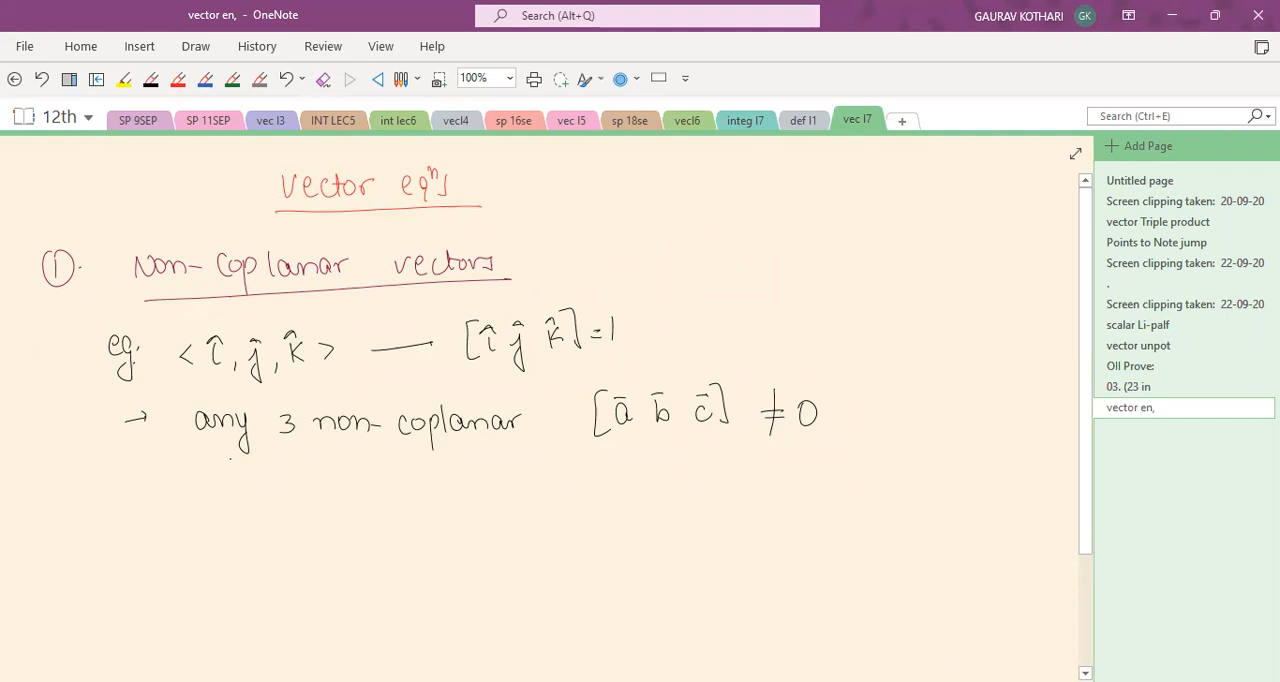 vector en, - OneNote
Search (Alt+Q)
GAURAV KOTHARI GK
File Home Insert Draw History Review View Help
100%
12th SP 9SEP SP 11SEP vec l3 INT LEC5 int lec6 vecl4 sp 16se vec l5 sp 18se vecl6 integ l7 def l1 vec l7 +
Search (Ctrl+E)
+ Add Page
Untitled page
Screen clipping taken: 20-09-20
vector Triple product
Points to Note jump
Screen clipping taken: 22-09-20
.
Screen clipping taken: 22-09-20
scalar Li-palf
vector unpot
Oll Prove:
03. (23 in
vector en,
Vector eqⁿs
①. Non-Coplanar vectors
eg: < î, ĵ, k̂ > — [î ĵ k̂] = 1
→ any 3 non-coplanar [ā b̄ c̄] ≠ 0